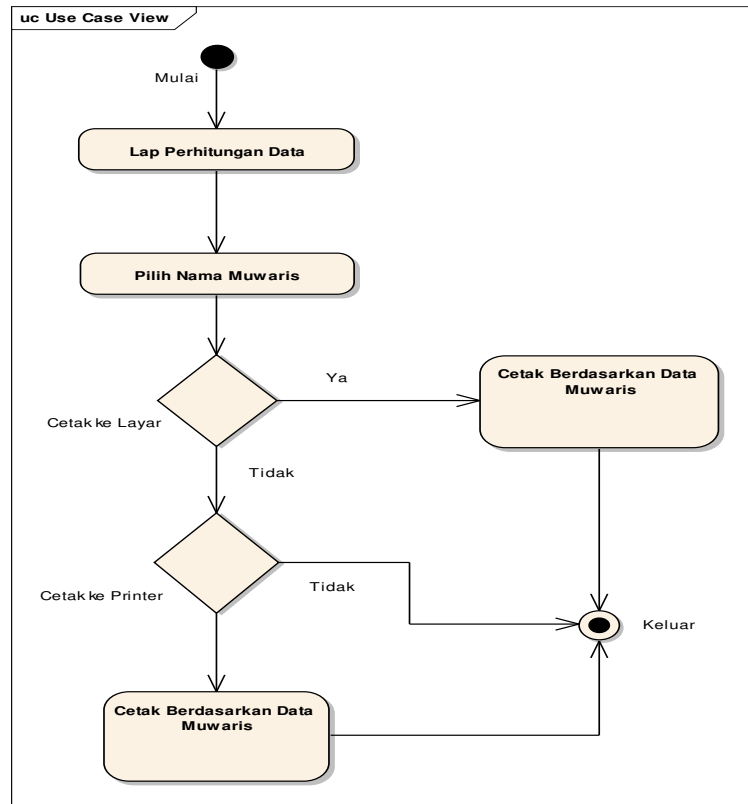 uc Use Case View
Mulai
Lap Perhitungan Data
Pilih Nama Muwaris
Ya
Cetak Berdasarkan Data
Muwaris
Cetak ke Layar
Tidak
Cetak ke Printer
Tidak
Keluar
Cetak Berdasarkan Data
Muwaris